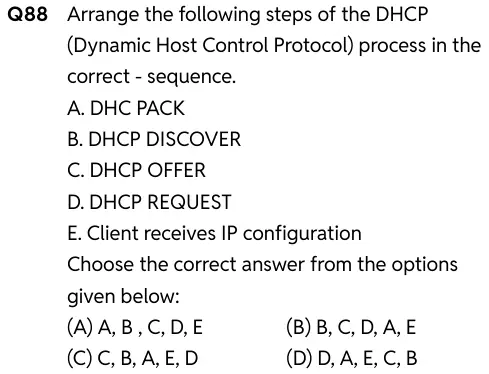 Q88 Arrange the following steps of the DHCP
(Dynamic Host Control Protocol) process in the
correct - sequence.
A. DHC PACK
B. DHCP DISCOVER
C. DHCP OFFER
D. DHCP REQUEST
E. Client receives IP configuration
Choose the correct answer from the options
given below:
(A) A, B , C, D, E (B) B, C, D, A, E
(C) C, B, A, E, D (D) D, A, E, C, B